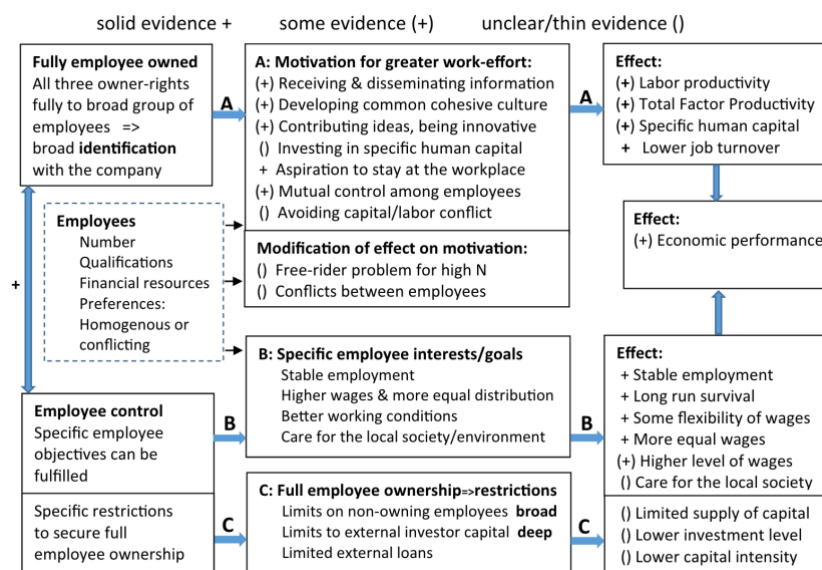 solid evidence + some evidence (+) unclear/thin evidence ()
Fully employee owned
All three owner-rights
fully to broad group of
employees =>
broad identification
with the company
A
A: Motivation for greater work-effort:
(+) Receiving & disseminating information
(+) Developing common cohesive culture
(+) Contributing ideas, being innovative
() Investing in specific human capital
+ Aspiration to stay at the workplace
(+) Mutual control among employees
() Avoiding capital/labor conflict
A
Effect:
(+) Labor productivity
(+) Total Factor Productivity
(+) Specific human capital
+ Lower job turnover
Employees
Number
Qualifications
Financial resources
Preferences:
Homogenous or
conflicting
Modification of effect on motivation:
() Free-rider problem for high N
() Conflicts between employees
Effect:
(+) Economic performance
+
Employee control
Specific employee
objectives can be
fulfilled
B
B: Specific employee interests/goals
Stable employment
Higher wages & more equal distribution
Better working conditions
Care for the local society/environment
B
Effect:
+ Stable employment
+ Long run survival
+ Some flexibility of wages
+ More equal wages
(+) Higher level of wages
() Care for the local society
Specific restrictions
to secure full
employee ownership
C
C: Full employee ownership=>restrictions
Limits on non-owning employees broad
Limits to external investor capital deep
Limited external loans
C
() Limited supply of capital
() Lower investment level
() Lower capital intensity